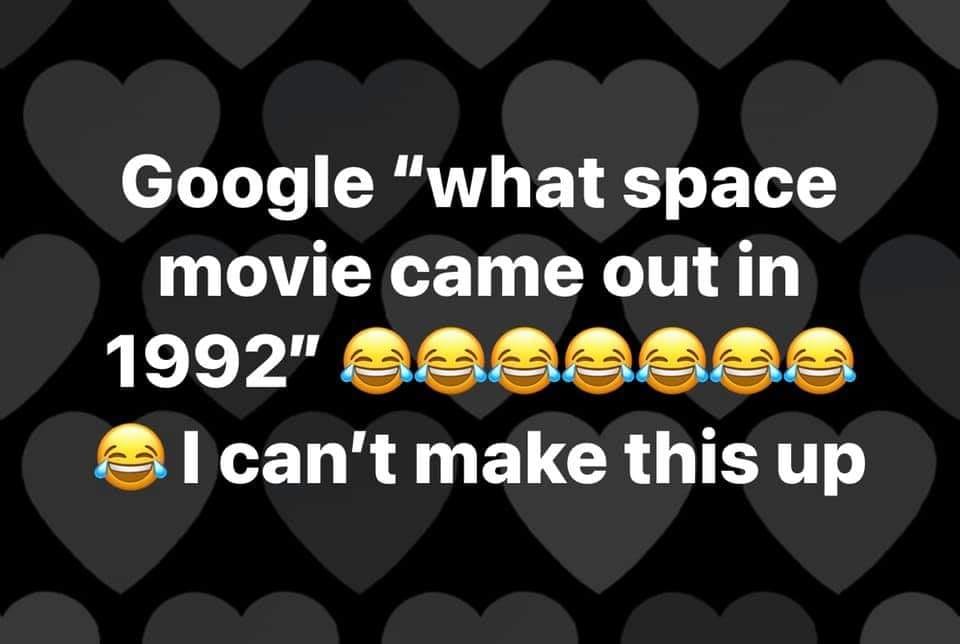 Google “what space
movie came out in
1992” 😂😂😂😂😂😂😂
😂 I can’t make this up